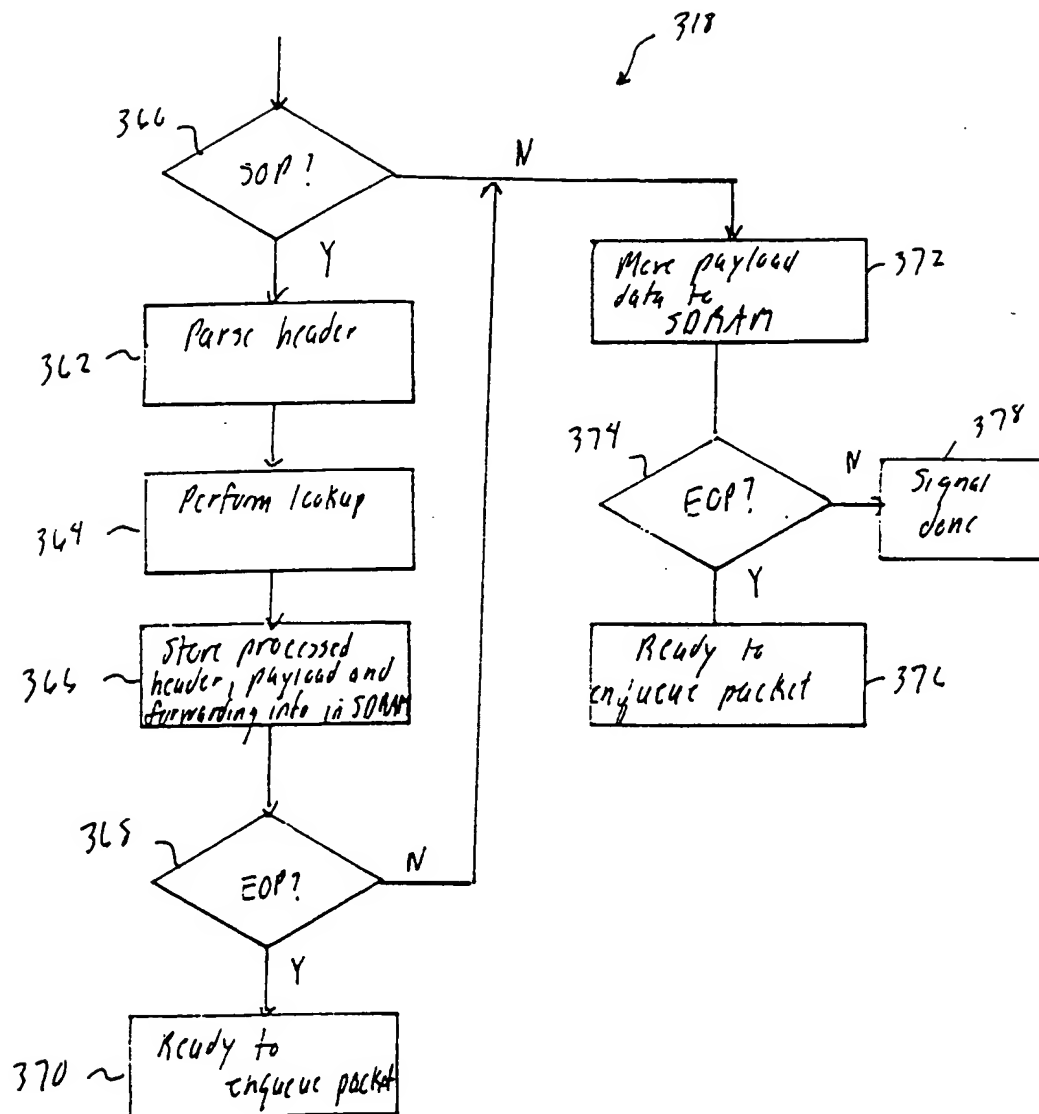 318
360
SOP?
N
Y
Move payload
data to
SDRAM
372
Parse header
362
374
EOP?
N
378
Signal
done
Perform lookup
364
Y
Store processed
header, payload and
forwarding info in SDRAM
366
Ready to
enqueue packet
376
368
EOP?
N
Y
Ready to
enqueue packet
370